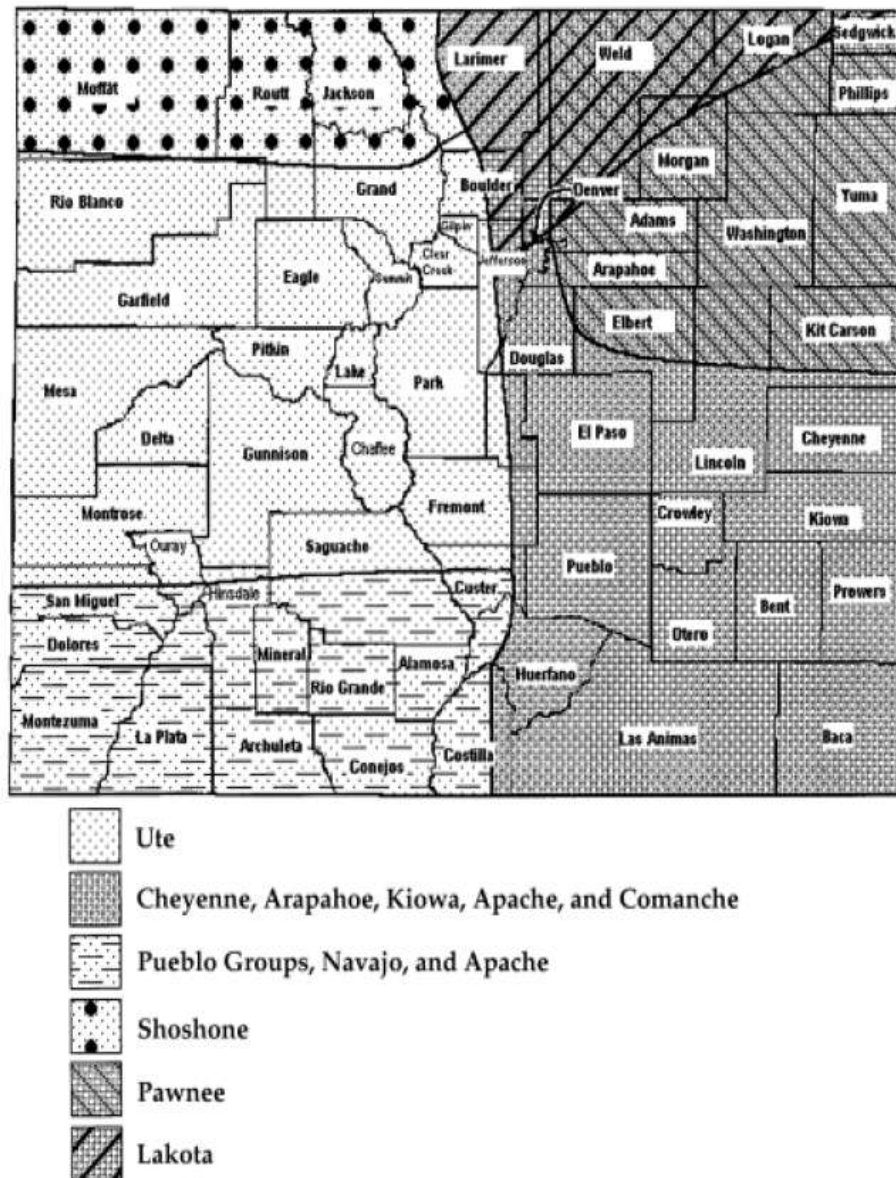 Larimer Weld Logan Sedgwick
Moffat Routt Jackson Phillips
Morgan
Rio Blanco Grand Boulder Denver Yuma
Adams Washington
Gilpin
Clear Creek Jefferson
Eagle Summit Arapahoe
Garfield Elbert Kit Carson
Pitkin Douglas
Mesa Lake Park
Delta El Paso Cheyenne
Gunnison Chaffee Lincoln
Montrose Fremont Crowley Kiowa
Ouray Saguache
Pueblo
San Miguel Hinsdale Custer Bent Prowers
Dolores Otero
Mineral Alamosa
Rio Grande Huerfano
Montezuma La Plata Archuleta Las Animas Baca
Conejos Costilla
Ute
Cheyenne, Arapahoe, Kiowa, Apache, and Comanche
Pueblo Groups, Navajo, and Apache
Shoshone
Pawnee
Lakota